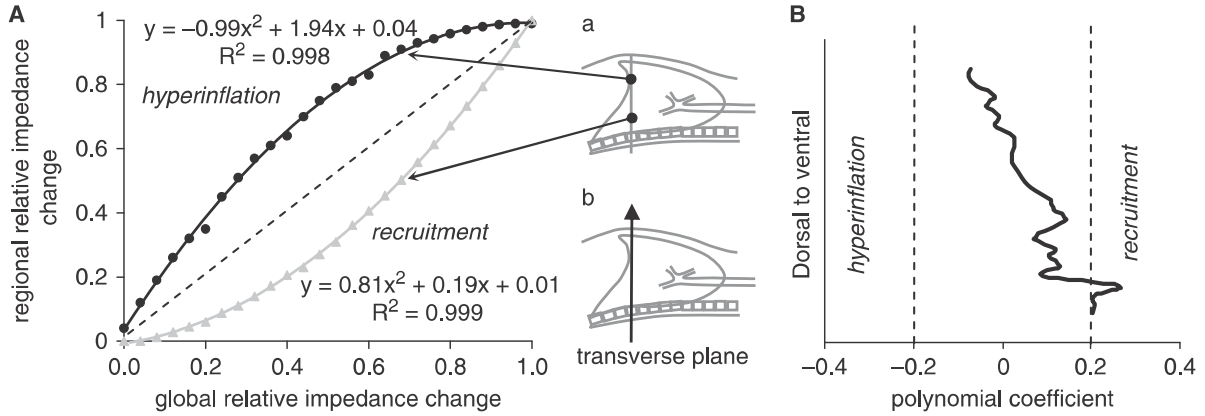 A
y = –0.99x² + 1.94x + 0.04
R² = 0.998
hyperinflation
recruitment
y = 0.81x² + 0.19x + 0.01
R² = 0.999
regional relative impedance
change
1
0.8
0.6
0.4
0.2
0
0.0
0.2
0.4
0.6
0.8
1.0
global relative impedance change
a
b
transverse plane
B
Dorsal to ventral
hyperinflation
recruitment
–0.4
–0.2
0
0.2
0.4
polynomial coefficient